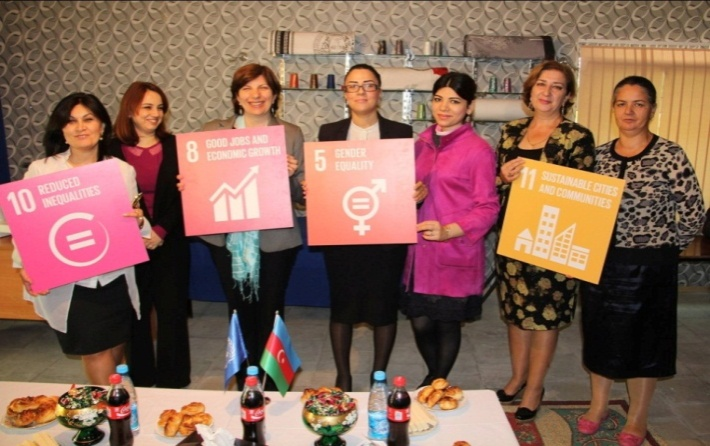 10 REDUCED
INEQUALITIES
8 GOOD JOBS AND
ECONOMIC GROWTH
5 GENDER
EQUALITY
11 SUSTAINABLE CITIES
AND COMMUNITIES